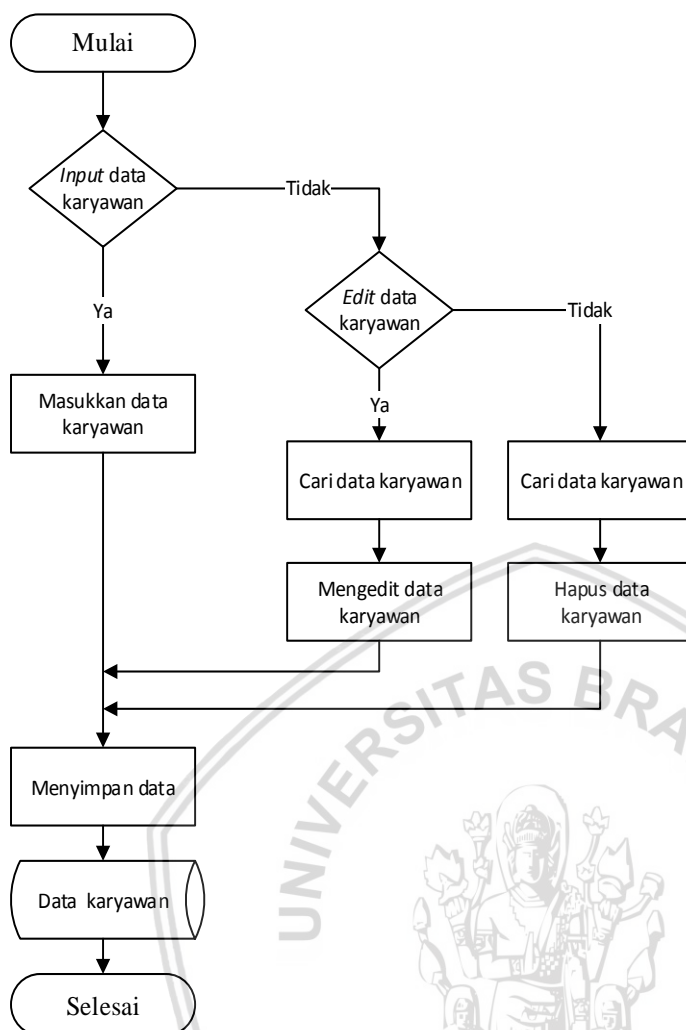 Mulai
Input data
karyawan
Tidak
Ya
Edit data
karyawan
Tidak
Ya
Masukkan data
karyawan
Cari data karyawan
Cari data karyawan
Mengedit data
karyawan
Hapus data
karyawan
Menyimpan data
Data karyawan
Selesai
UNIVERSITAS BRA